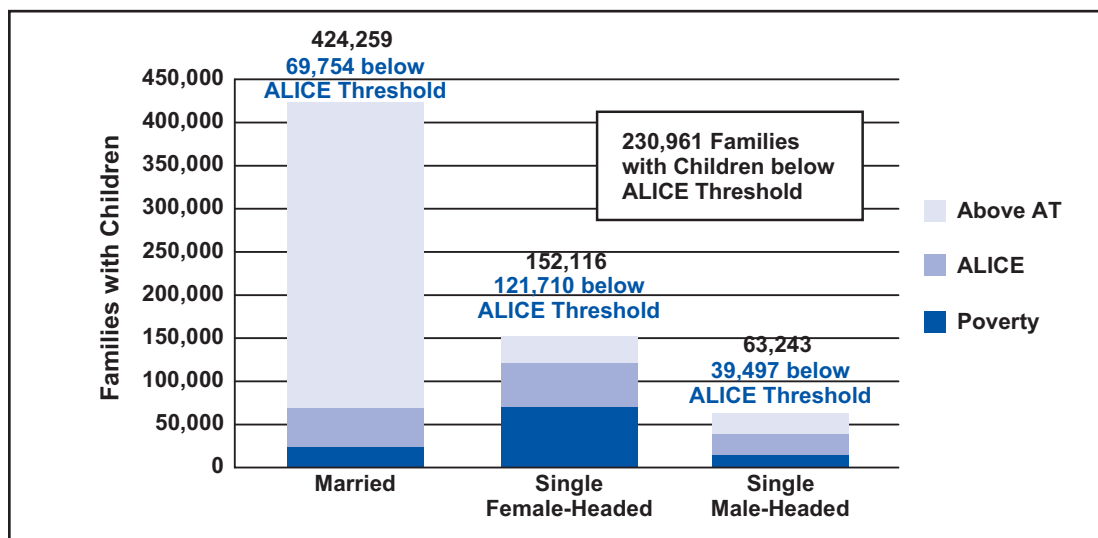 424,259
69,754 below
ALICE Threshold
450,000
400,000
350,000
300,000
250,000
200,000
150,000
100,000
50,000
0
Families with Children
230,961 Families
with Children below
ALICE Threshold
152,116
121,710 below
ALICE Threshold
63,243
39,497 below
ALICE Threshold
Above AT
ALICE
Poverty
Married
Single
Female-Headed
Single
Male-Headed